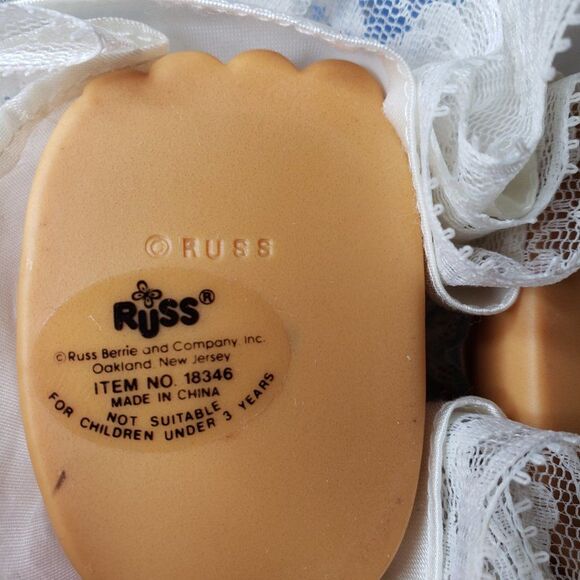 © RUSS
RUSS®
© Russ Berrie and Company, Inc.
Oakland, New Jersey
ITEM NO. 18346
MADE IN CHINA
NOT SUITABLE
FOR CHILDREN UNDER 3 YEARS